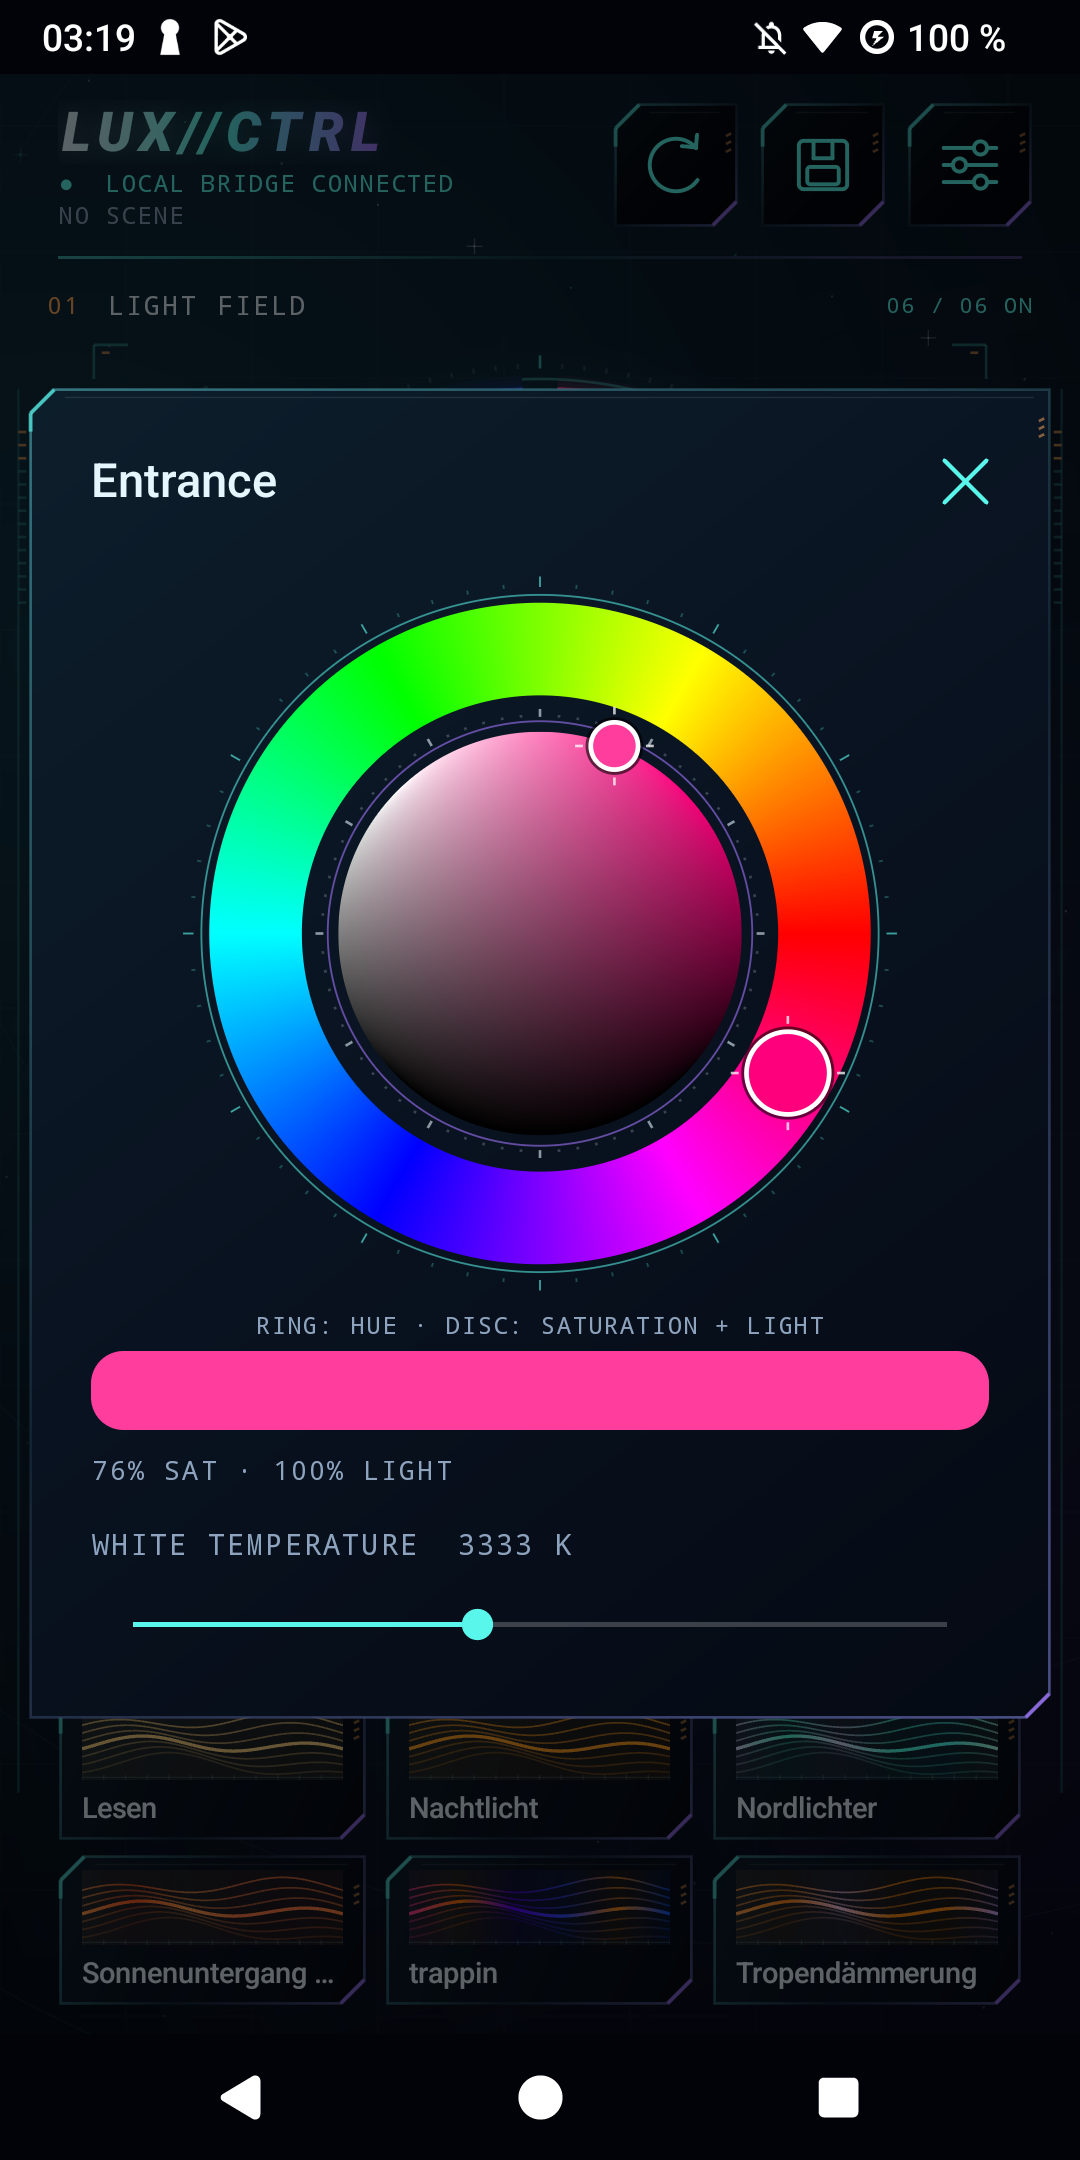 03:19
100 %
LUX//CTRL
LOCAL BRIDGE CONNECTED
NO SCENE
01 LIGHT FIELD
06 / 06 ON
Entrance
RING: HUE · DISC: SATURATION + LIGHT
76% SAT · 100% LIGHT
WHITE TEMPERATURE 3333 K
Lesen
Nachtlicht
Nordlichter
Sonnenuntergang ...
trappin
Tropendämmerung